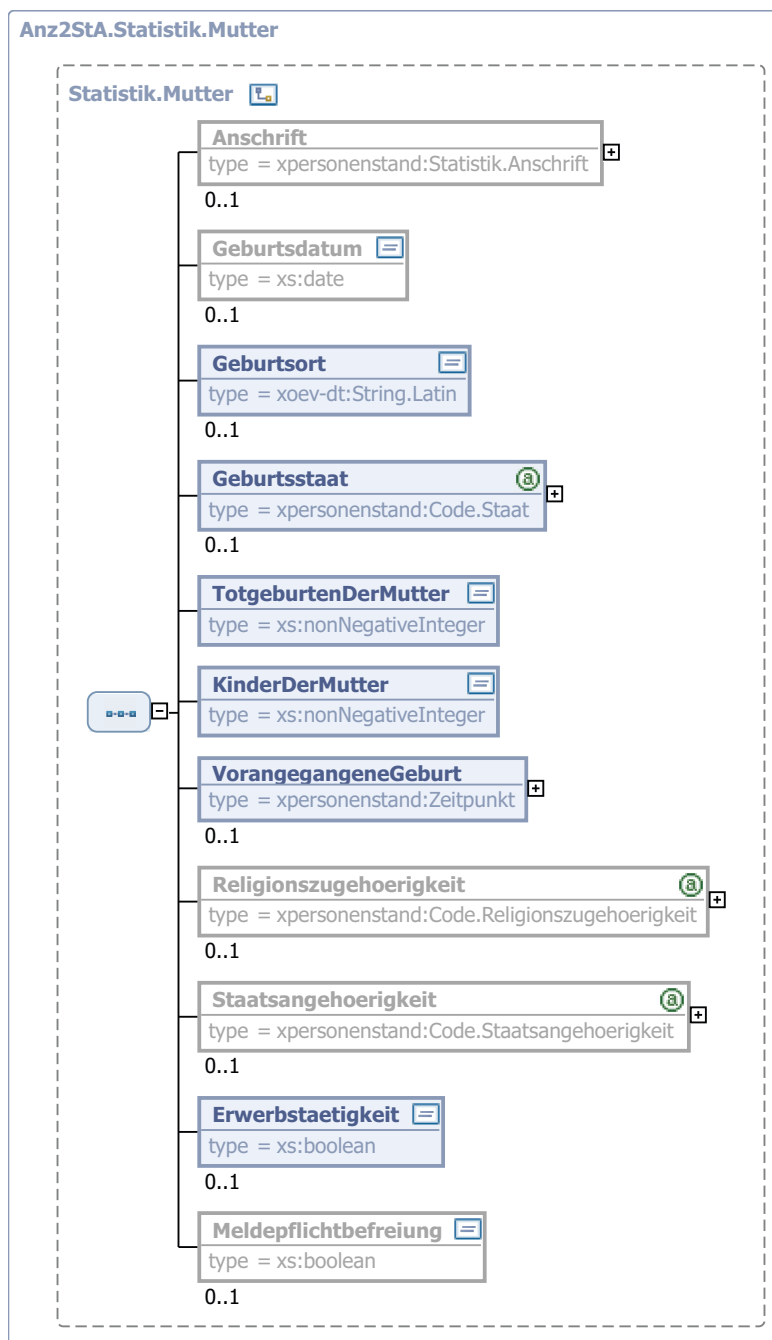 Anz2StA.Statistik.Mutter
Statistik.Mutter
Anschrift
type = xpersonenstand:Statistik.Anschrift
0..1
Geburtsdatum
type = xs:date
0..1
Geburtsort
type = xoev-dt:String.Latin
0..1
Geburtsstaat
type = xpersonenstand:Code.Staat
0..1
TotgeburtenDerMutter
type = xs:nonNegativeInteger
KinderDerMutter
type = xs:nonNegativeInteger
VorangegangeneGeburt
type = xpersonenstand:Zeitpunkt
0..1
Religionszugehoerigkeit
type = xpersonenstand:Code.Religionszugehoerigkeit
0..1
Staatsangehoerigkeit
type = xpersonenstand:Code.Staatsangehoerigkeit
0..1
Erwerbstaetigkeit
type = xs:boolean
0..1
Meldepflichtbefreiung
type = xs:boolean
0..1